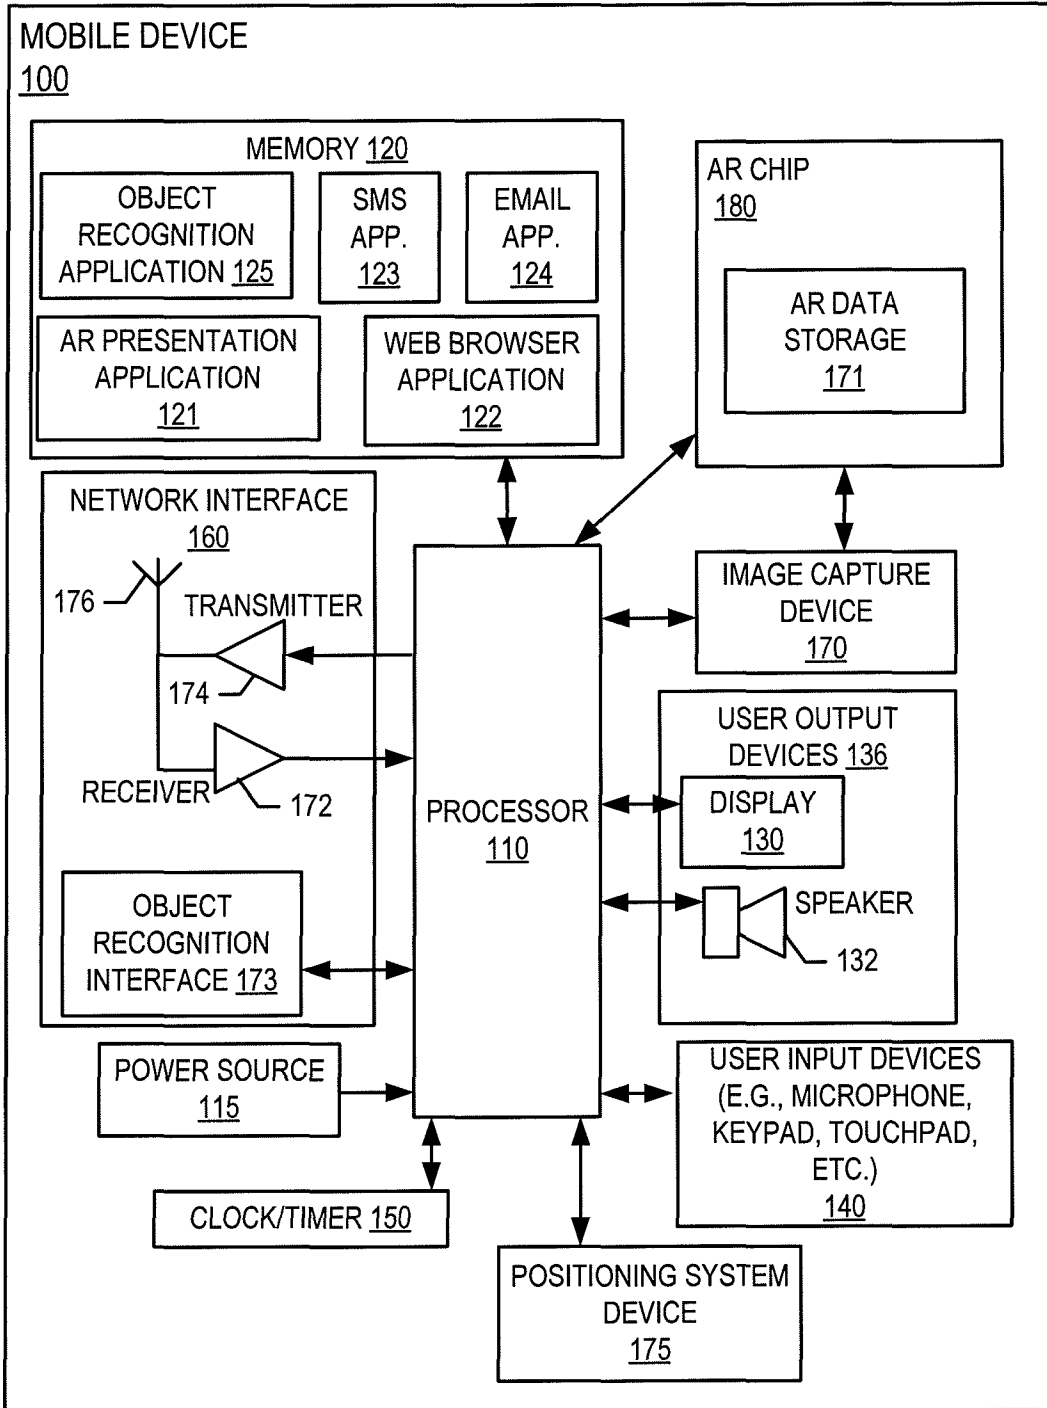 MOBILE DEVICE
100
MEMORY 120
OBJECT
RECOGNITION
APPLICATION 125
SMS
APP.
123
EMAIL
APP.
124
AR PRESENTATION
APPLICATION
121
WEB BROWSER
APPLICATION
122
AR CHIP
180
AR DATA
STORAGE
171
NETWORK INTERFACE
160
176
TRANSMITTER
174
RECEIVER
172
OBJECT
RECOGNITION
INTERFACE 173
PROCESSOR
110
IMAGE CAPTURE
DEVICE
170
USER OUTPUT
DEVICES 136
DISPLAY
130
SPEAKER
132
POWER SOURCE
115
USER INPUT DEVICES
(E.G., MICROPHONE,
KEYPAD, TOUCHPAD,
ETC.)
140
CLOCK/TIMER 150
POSITIONING SYSTEM
DEVICE
175